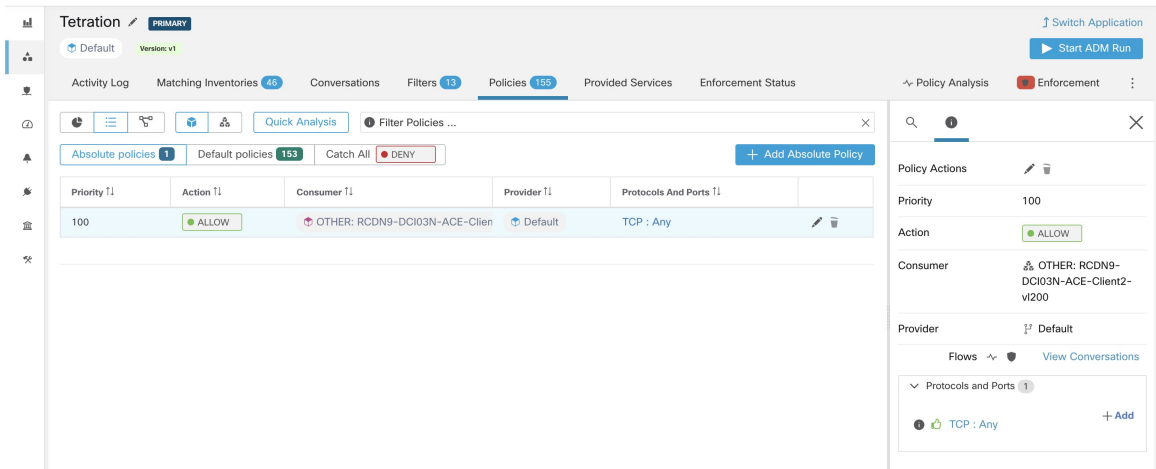 Tetration PRIMARY
Switch Application
Default Version: v1
Start ADM Run
Activity Log Matching Inventories 46 Conversations Filters 13 Policies 155 Provided Services Enforcement Status
Policy Analysis Enforcement
Quick Analysis Filter Policies ...
Absolute policies 1 Default policies 153 Catch All DENY
+ Add Absolute Policy
Priority Action Consumer Provider Protocols And Ports
100 ALLOW OTHER: RCDN9-DCI03N-ACE-Clien Default TCP : Any
Policy Actions
Priority 100
Action ALLOW
Consumer OTHER: RCDN9-
DCI03N-ACE-Client2-
vl200
Provider Default
Flows View Conversations
Protocols and Ports 1
+ Add
TCP : Any